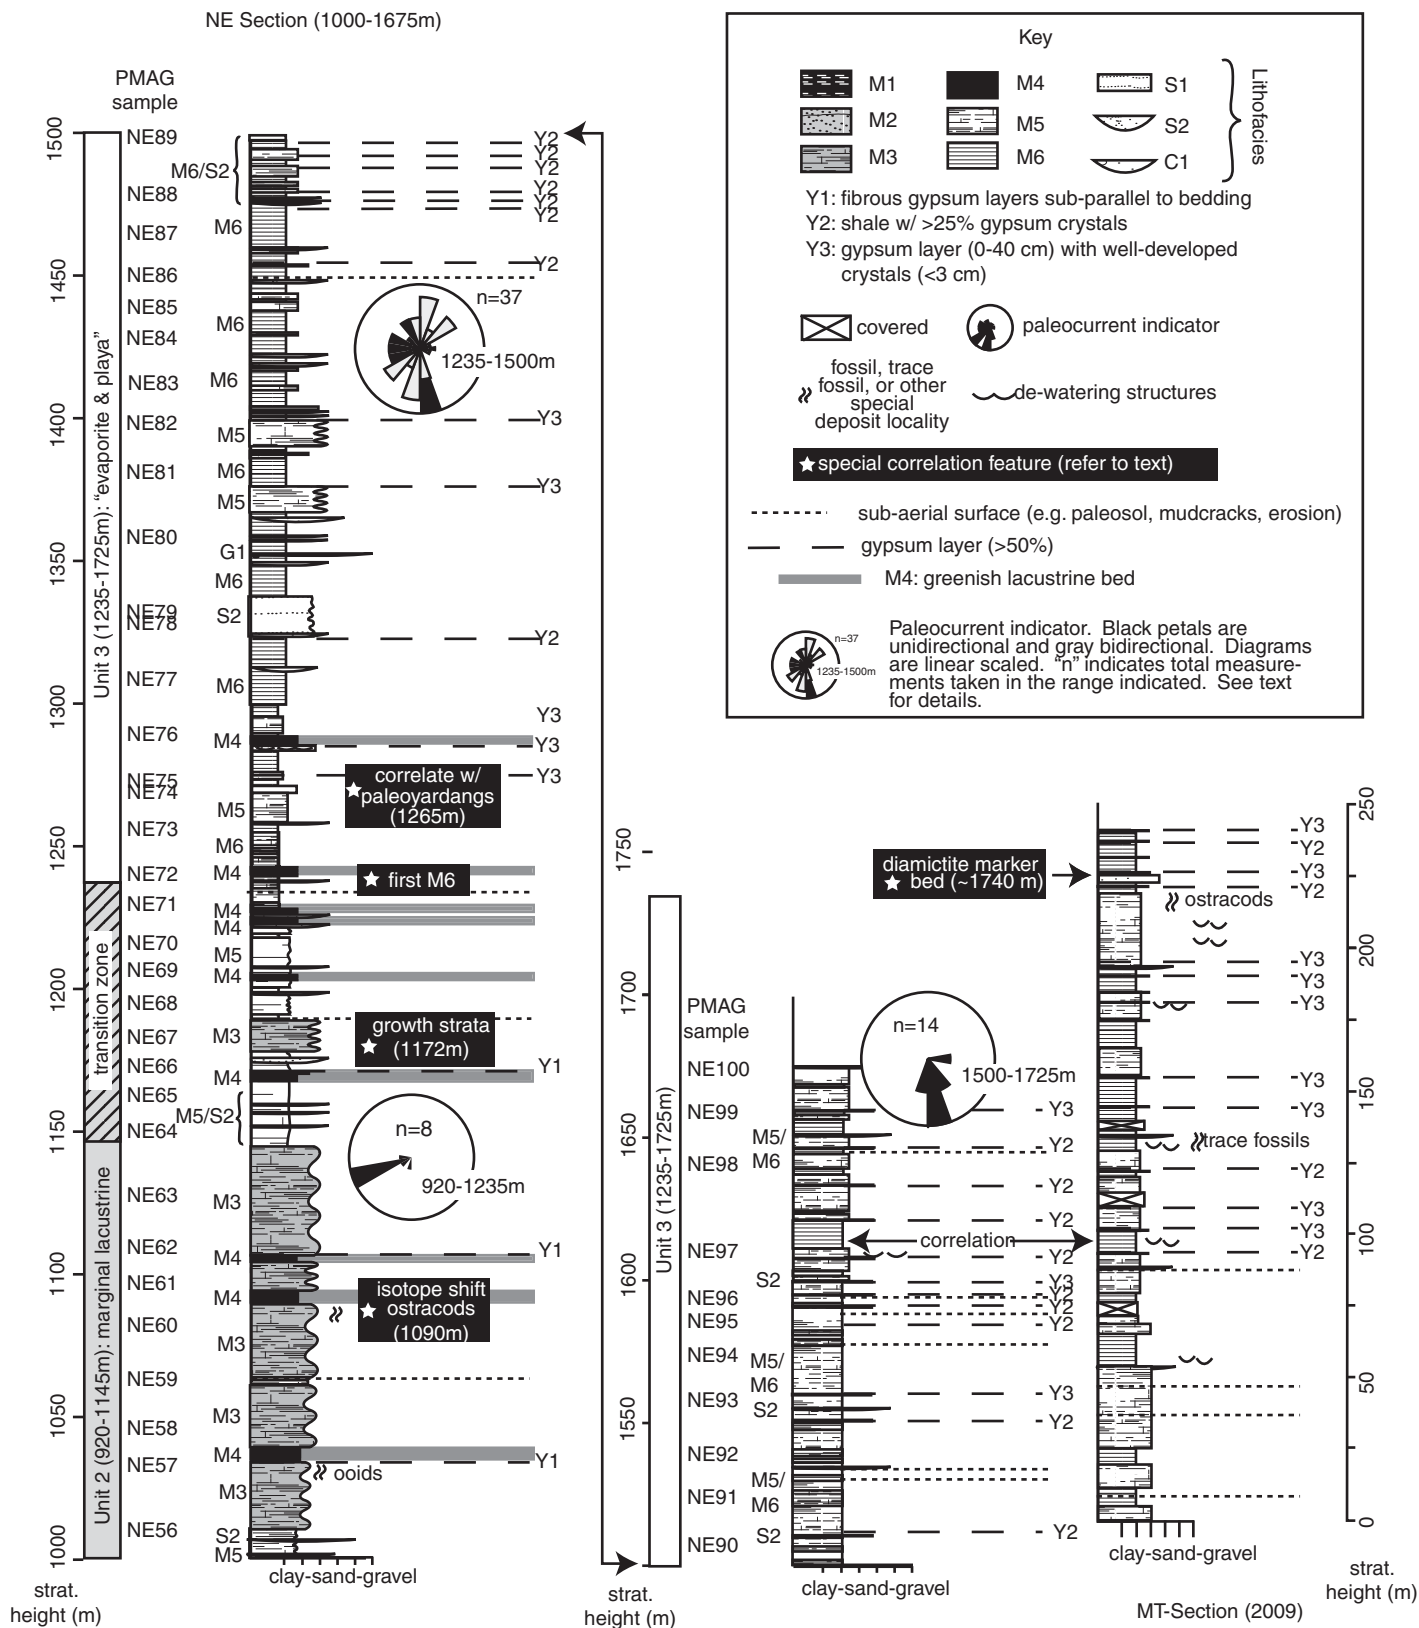 NE Section (1000-1675m)
PMAG
sample
1500
1450
1400
1350
1300
1250
1200
1150
1100
1050
1000
strat.
height (m)
Unit 3 (1235-1725m): "evaporite & playa"
transition zone
Unit 2 (920-1145m): marginal lacustrine
NE89
NE88
NE87
NE86
NE85
NE84
NE83
NE82
NE81
NE80
NE79
NE78
NE77
NE76
NE75
NE74
NE73
NE72
NE71
NE70
NE69
NE68
NE67
NE66
NE65
NE64
NE63
NE62
NE61
NE60
NE59
NE58
NE57
NE56
M6/S2
M6
M6
M6
M5
M6
M5
G1
M6
S2
M6
M4
M5
M6
M4
M4
M4
M5
M4
M3
M4
M5/S2
M3
M4
M4
M3
M3
M4
M3
S2
M5
Y2
Y2
Y2
Y2
Y2
Y2
Y2
n=37
1235-1500m
Y3
Y3
Y2
Y3
Y3
Y3
correlate w/
paleoyardangs
(1265m)
first M6
growth strata
(1172m)
Y1
n=8
920-1235m
Y1
isotope shift
ostracods
(1090m)
Y1
ooids
clay-sand-gravel
Key
M1
M2
M3
M4
M5
M6
S1
S2
C1
Lithofacies
Y1: fibrous gypsum layers sub-parallel to bedding
Y2: shale w/ >25% gypsum crystals
Y3: gypsum layer (0-40 cm) with well-developed
crystals (<3 cm)
covered
paleocurrent indicator
fossil, trace
fossil, or other
special
deposit locality
de-watering structures
special correlation feature (refer to text)
sub-aerial surface (e.g. paleosol, mudcracks, erosion)
gypsum layer (>50%)
M4: greenish lacustrine bed
n=37
1235-1500m
Paleocurrent indicator. Black petals are
unidirectional and gray bidirectional. Diagrams
are linear scaled. "n" indicates total measure-
ments taken in the range indicated. See text
for details.
1750
1700
1650
1600
1550
strat.
height (m)
Unit 3 (1235-1725m)
PMAG
sample
NE100
NE99
NE98
NE97
NE96
NE95
NE94
NE93
NE92
NE91
NE90
M5/
M6
S2
M5/
M6
S2
M5/
M6
S2
n=14
1500-1725m
Y3
Y2
Y2
Y2
Y2
Y3
Y2
Y2
Y2
Y3
Y2
Y2
correlation
clay-sand-gravel
diamictite marker
bed (~1740 m)
Y3
Y2
Y3
Y2
ostracods
Y3
Y3
Y3
Y3
Y3
trace fossils
Y2
Y3
Y3
Y2
250
200
150
100
50
0
strat.
height (m)
clay-sand-gravel
MT-Section (2009)